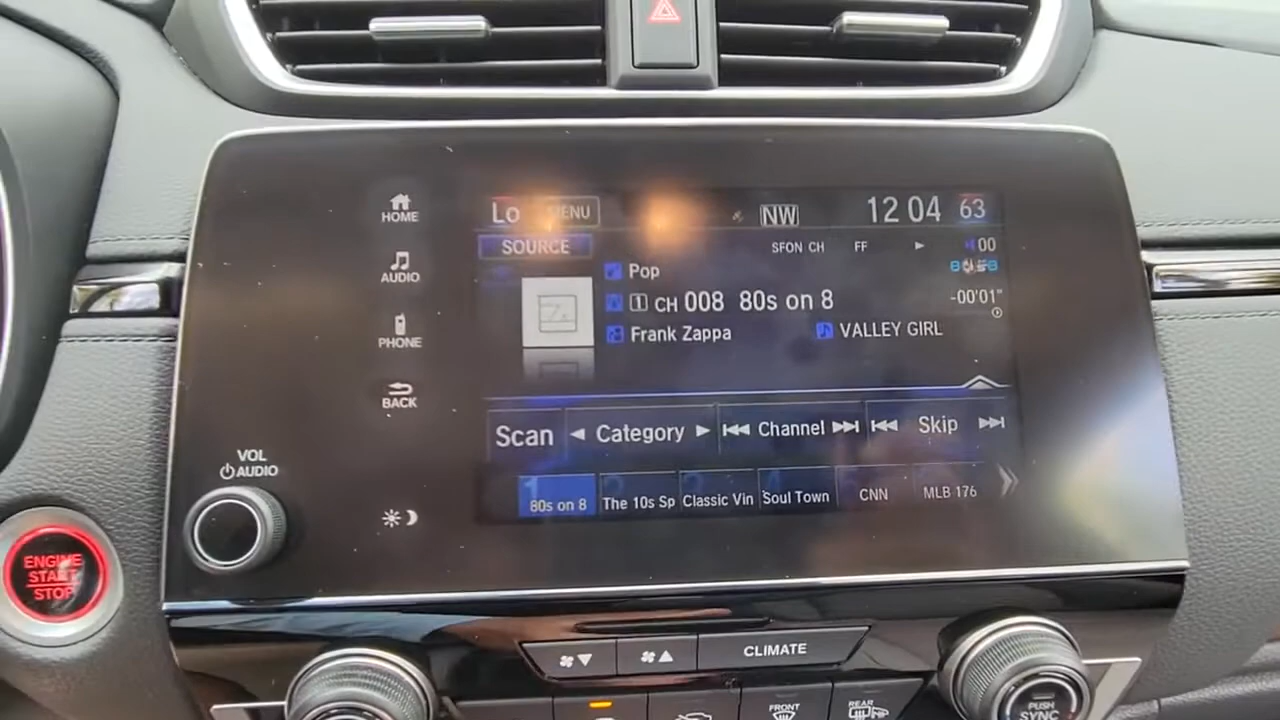 HOME
AUDIO
PHONE
BACK
VOL
AUDIO
ENGINE
START
STOP
Lo
MENU
NW
12 04
63
SOURCE
SFON CH
FF
00
Pop
1 CH 008 80s on 8
-00'01"
Frank Zappa
VALLEY GIRL
Scan
Category
Channel
Skip
1
80s on 8
The 10s Sp
Classic Vin
Soul Town
CNN
MLB 176
CLIMATE
FRONT
REAR
PUSH
SYNC